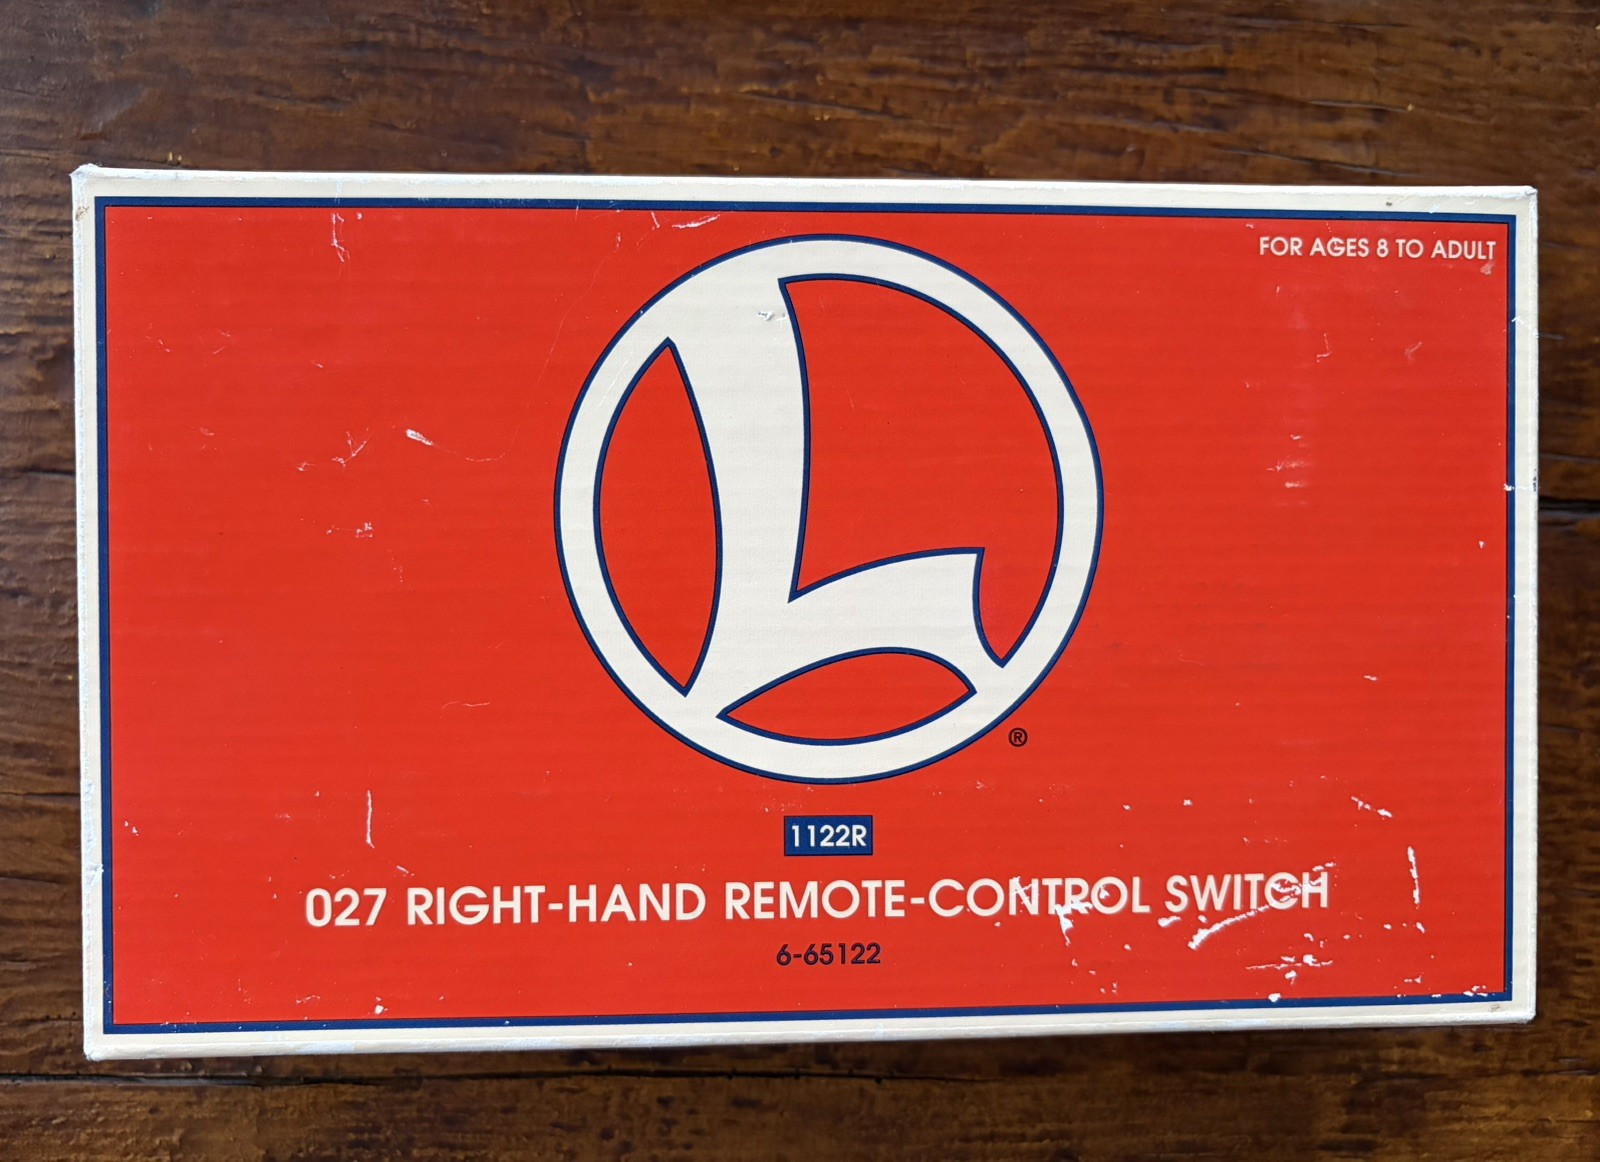 FOR AGES 8 TO ADULT
L
®
1122R
027 RIGHT-HAND REMOTE-CONTROL SWITCH
6-65122